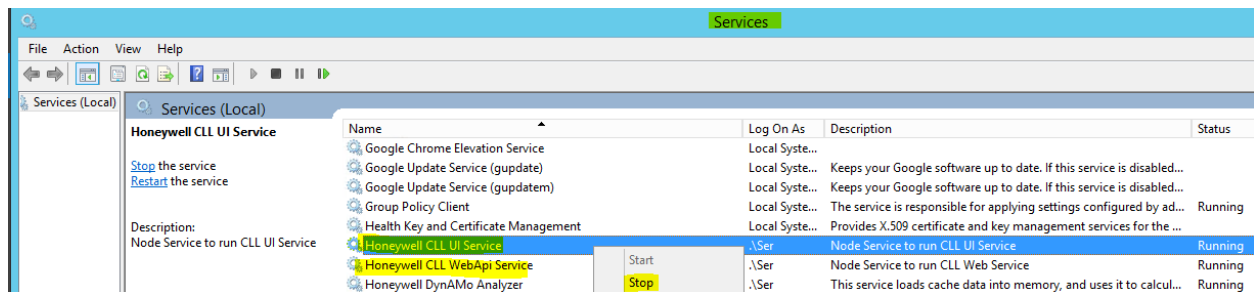 Services
File Action View Help
Services (Local)
Services (Local)
Honeywell CLL UI Service
Stop the service
Restart the service
Description:
Node Service to run CLL UI Service
Name Log On As Description Status
Google Chrome Elevation Service Local Syste...
Google Update Service (gupdate) Local Syste... Keeps your Google software up to date. If this service is disabled...
Google Update Service (gupdatem) Local Syste... Keeps your Google software up to date. If this service is disabled...
Group Policy Client Local Syste... The service is responsible for applying settings configured by ad... Running
Health Key and Certificate Management Local Syste... Provides X.509 certificate and key management services for the ...
Honeywell CLL UI Service .\Ser Node Service to run CLL UI Service Running
Honeywell CLL WebApi Service .\Ser Node Service to run CLL Web Service Running
Honeywell DynAMo Analyzer .\Ser This service loads cache data into memory, and uses it to calcul... Running
Start
Stop